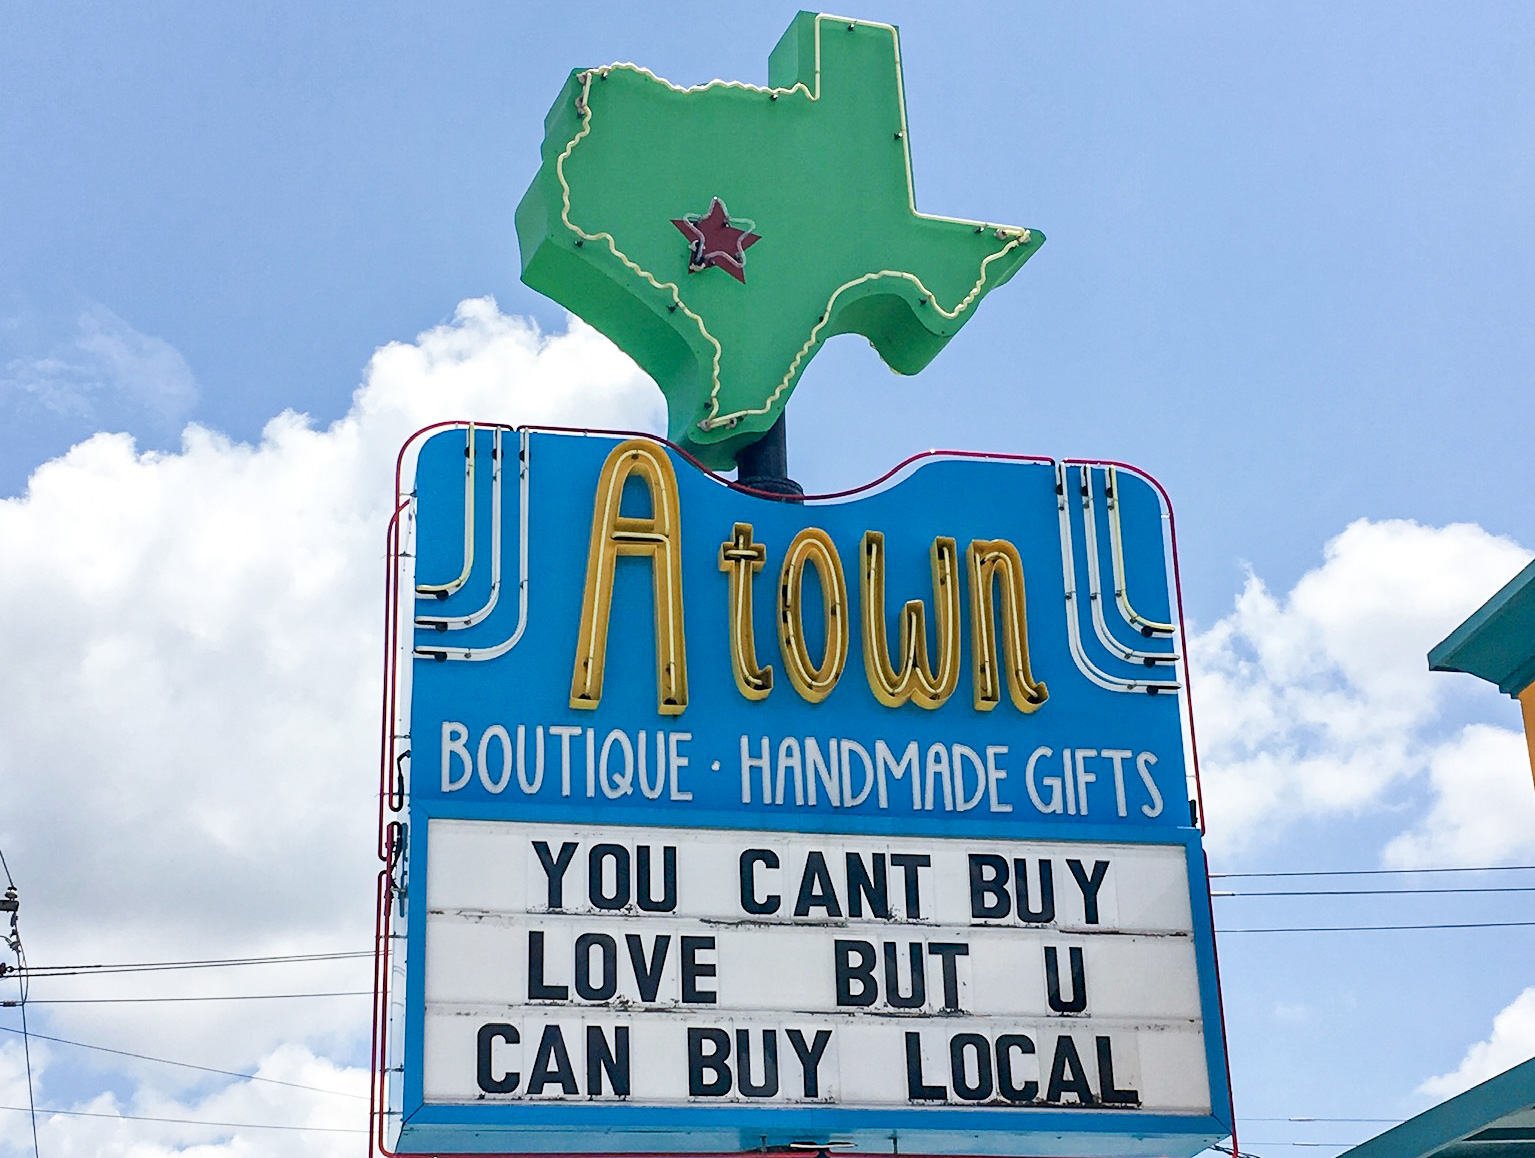 Atown
BOUTIQUE · HANDMADE GIFTS
YOU CANT BUY
LOVE BUT U
CAN BUY LOCAL